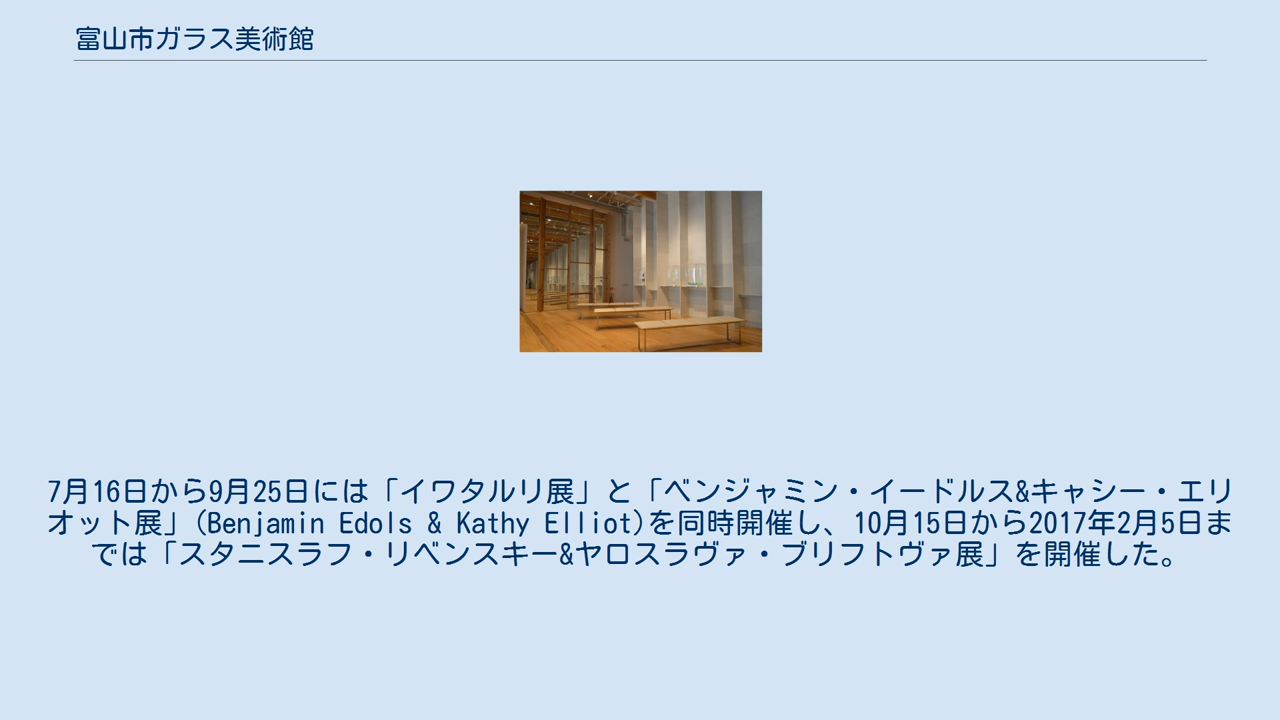 富山市ガラス美術館
7月16日から9月25日には「イワタルリ展」と「ベンジャミン・イードルス&キャシー・エリ
オット展」(Benjamin Edols & Kathy Elliot)を同時開催し、10月15日から2017年2月5日ま
では「スタニスラフ・リベンスキー&ヤロスラヴァ・ブリフトヴァ展」を開催した。